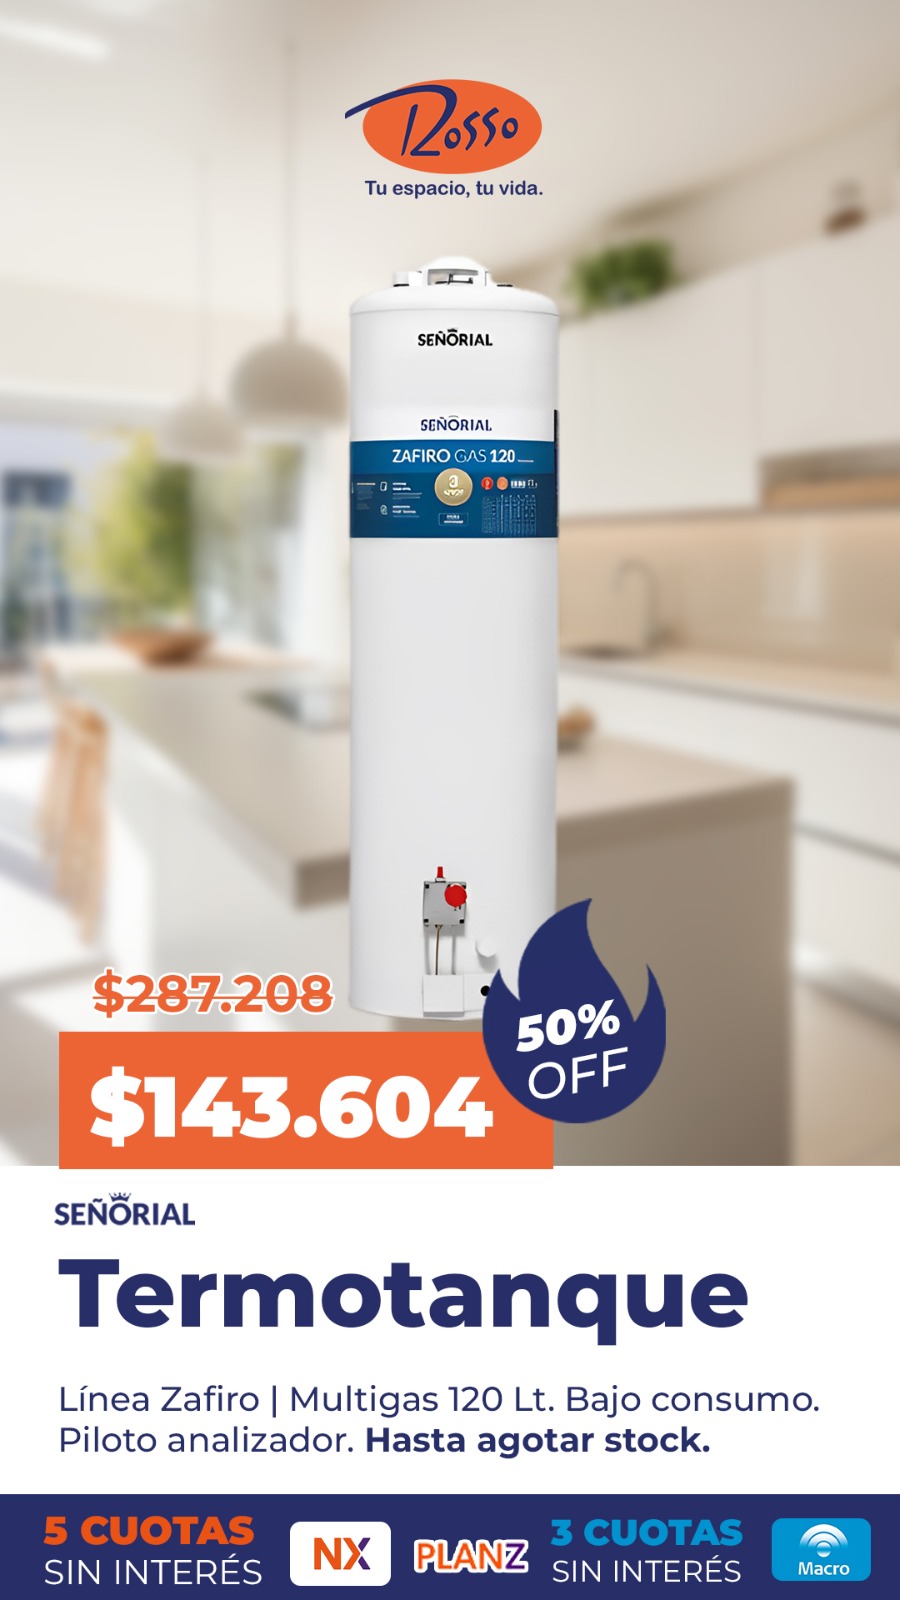 Rosso
Tu espacio, tu vida.
SEÑORIAL
SEÑORIAL
ZAFIRO GAS 120
$287.208
$143.604
50%
OFF
SEÑORIAL
Termotanque
Línea Zafiro | Multigas 120 Lt. Bajo consumo.
Piloto analizador. Hasta agotar stock.
5 CUOTAS
SIN INTERÉS
NX
PLANZ
3 CUOTAS
SIN INTERÉS
Macro